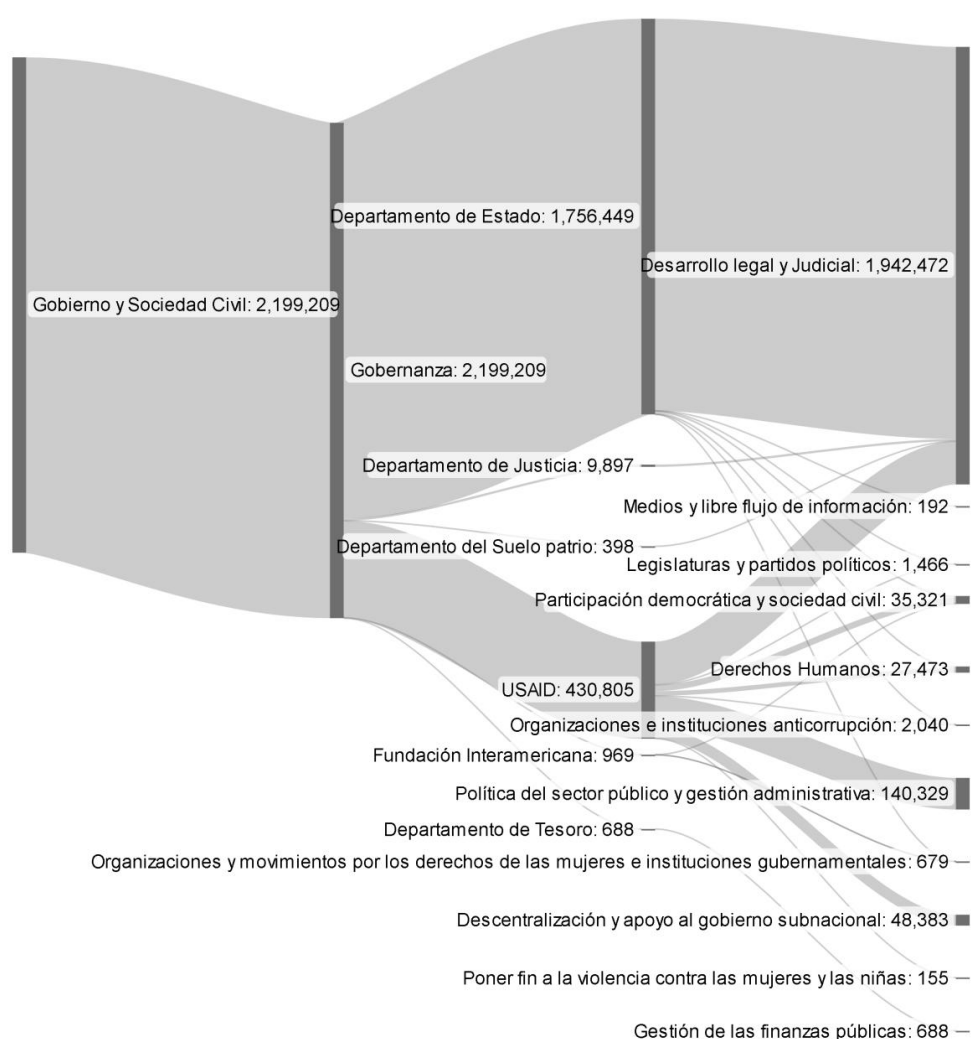 Departamento de Estado: 1,756,449
Desarrollo legal y Judicial: 1,942,472
Gobierno y Sociedad Civil: 2,199,209
Gobernanza: 2,199,209
Departamento de Justicia: 9,897
Medios y libre flujo de información: 192
Departamento del Suelo patrio: 398
Legislaturas y partidos políticos: 1,466
Participación democrática y sociedad civil: 35,321
Derechos Humanos: 27,473
USAID: 430,805
Organizaciones e instituciones anticorrupción: 2,040
Fundación Interamericana: 969
Política del sector público y gestión administrativa: 140,329
Departamento de Tesoro: 688
Organizaciones y movimientos por los derechos de las mujeres e instituciones gubernamentales: 679
Descentralización y apoyo al gobierno subnacional: 48,383
Poner fin a la violencia contra las mujeres y las niñas: 155
Gestión de las finanzas públicas: 688